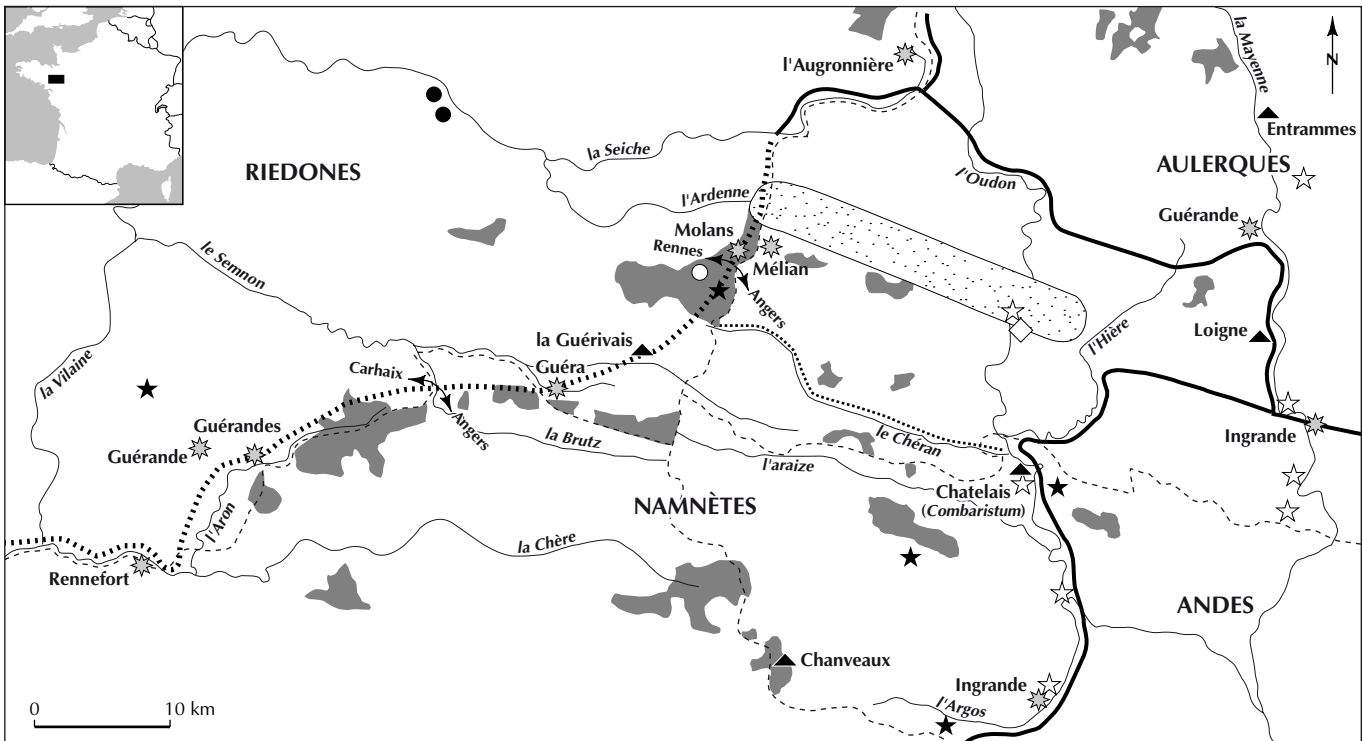 l'Augronnière
N
la Mayenne
Entrammes
la Seiche
RIEDONES
AULERQUES
l'Oudon
l'Ardenne
Guérande
Molans
Rennes
Mélian
le Semnon
Angers
la Guérivais
l'Hière
Loigne
la Vilaine
Carhaix
Guéra
Guérandes
Angers
la Brutz
le Chéran
Ingrande
Guérande
l'araize
Chatelais
(Combaristum)
NAMNÈTES
l'Aron
la Chère
Rennefort
ANDES
Chanveaux
Ingrande
l'Argos
0 10 km